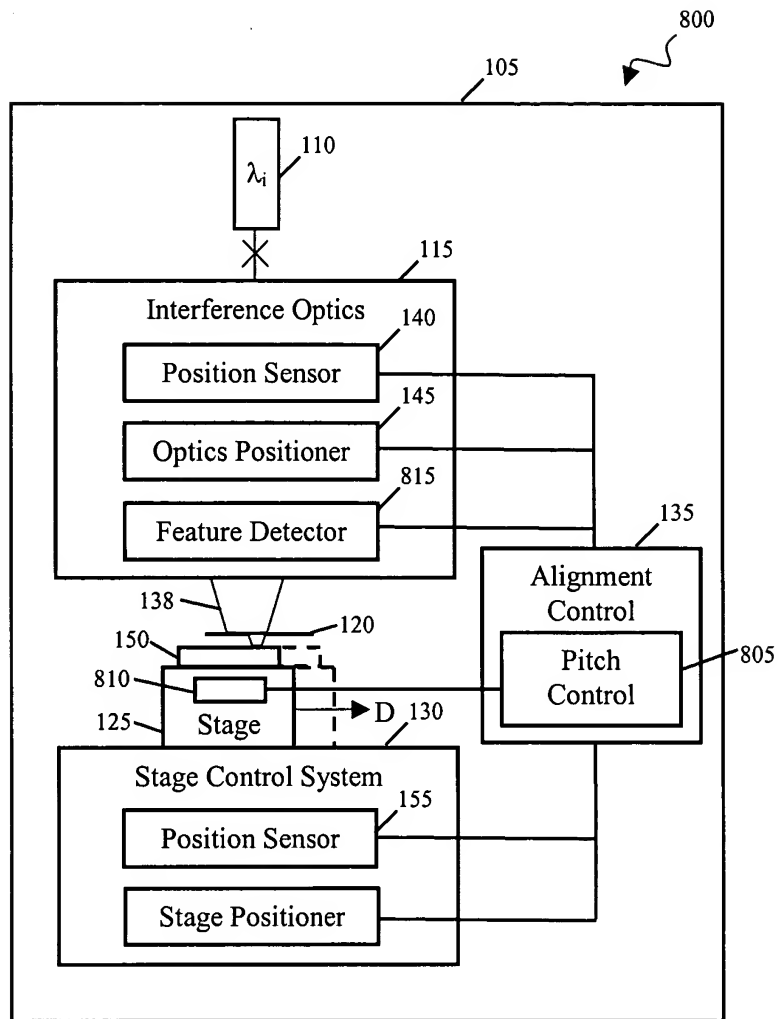 800
105
110
λi
115
Interference Optics
140
Position Sensor
145
Optics Positioner
815
Feature Detector
135
Alignment
Control
138
120
150
Pitch
Control
805
810
D
125
Stage
130
Stage Control System
155
Position Sensor
Stage Positioner